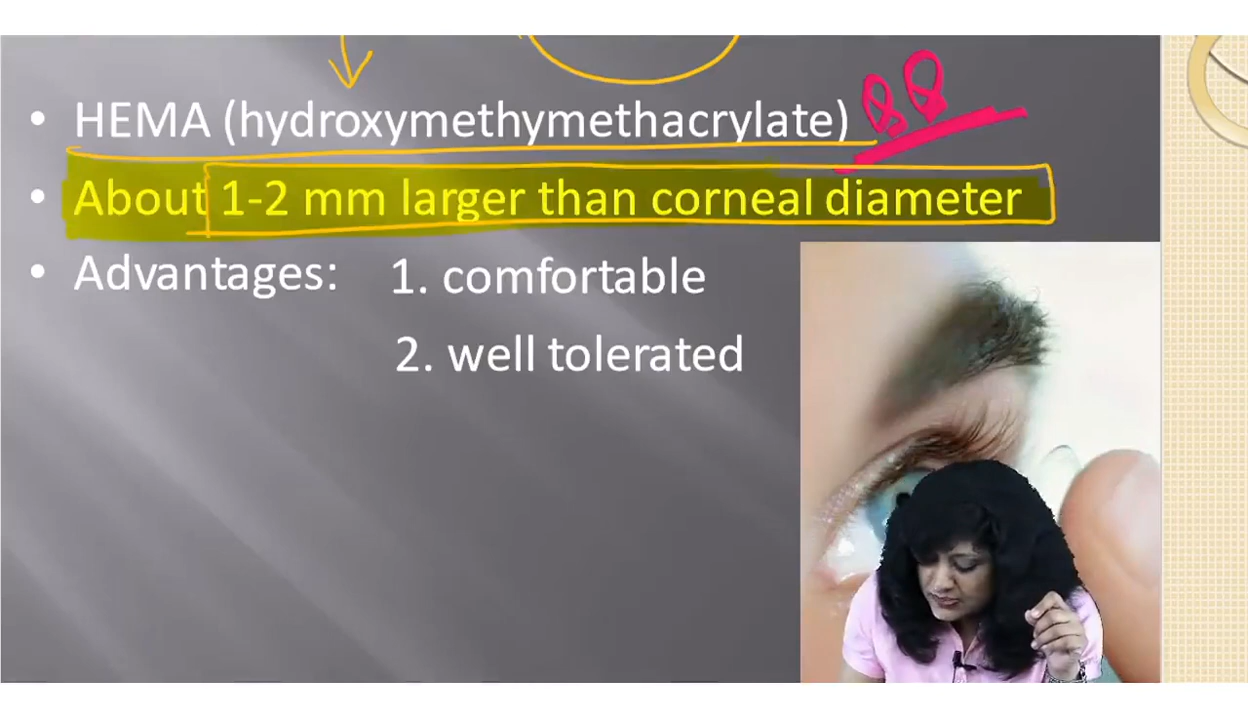 • HEMA (hydroxymethymethacrylate)
• About 1-2 mm larger than corneal diameter
• Advantages: 1. comfortable
2. well tolerated